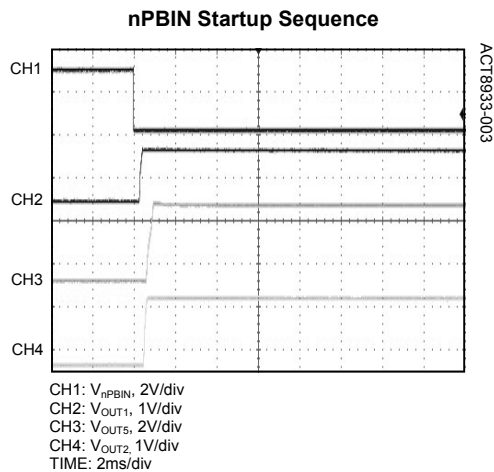 nPBIN Startup Sequence
CH1
ACT8933-003
CH2
CH3
CH4
CH1: VnPBIN, 2V/div
CH2: VOUT1, 1V/div
CH3: VOUT5, 2V/div
CH4: VOUT2, 1V/div
TIME: 2ms/div